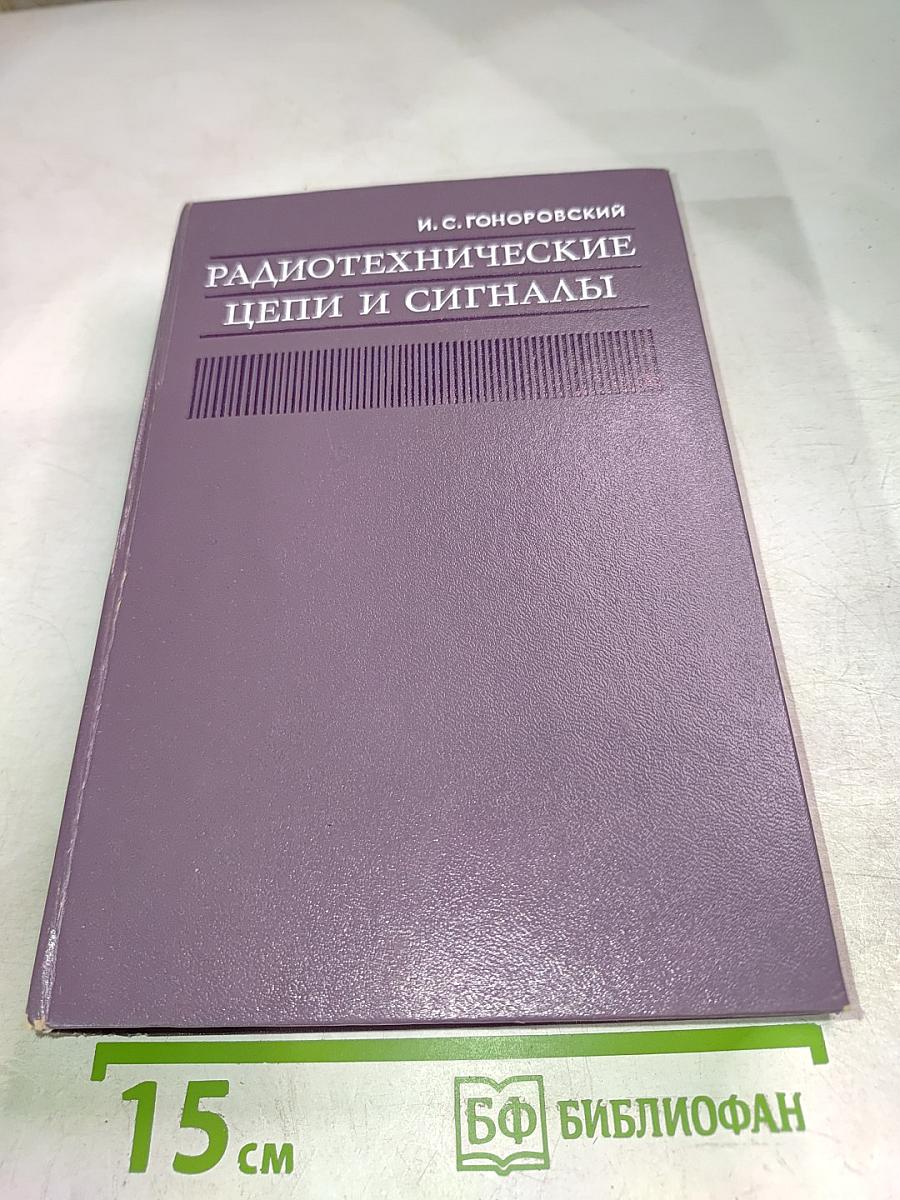 И. С. ГОНОРОВСКИЙ
РАДИОТЕХНИЧЕСКИЕ
ЦЕПИ И СИГНАЛЫ
15 см
БФ БИБЛИОФАН